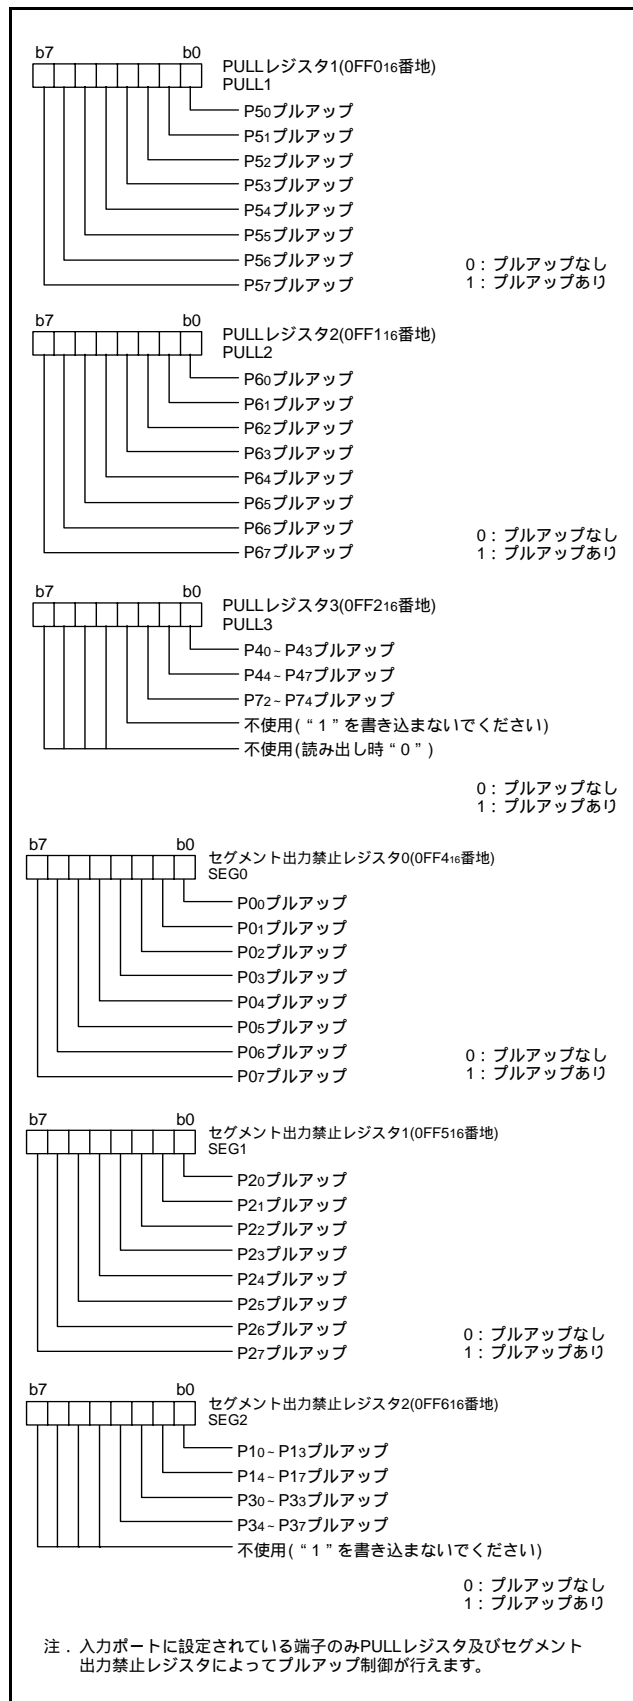 b7 b0
PULLレジスタ1(0FF016番地)
PULL1
P50プルアップ
P51プルアップ
P52プルアップ
P53プルアップ
P54プルアップ
P55プルアップ
P56プルアップ
P57プルアップ
0：プルアップなし
1：プルアップあり
b7 b0
PULLレジスタ2(0FF116番地)
PULL2
P60プルアップ
P61プルアップ
P62プルアップ
P63プルアップ
P64プルアップ
P65プルアップ
P66プルアップ
P67プルアップ
0：プルアップなし
1：プルアップあり
b7 b0
PULLレジスタ3(0FF216番地)
PULL3
P40~P43プルアップ
P44~P47プルアップ
P72~P74プルアップ
不使用(“1”を書き込まないでください)
不使用(読み出し時“0”)
0：プルアップなし
1：プルアップあり
b7 b0
セグメント出力禁止レジスタ0(0FF416番地)
SEG0
P00プルアップ
P01プルアップ
P02プルアップ
P03プルアップ
P04プルアップ
P05プルアップ
P06プルアップ
P07プルアップ
0：プルアップなし
1：プルアップあり
b7 b0
セグメント出力禁止レジスタ1(0FF516番地)
SEG1
P20プルアップ
P21プルアップ
P22プルアップ
P23プルアップ
P24プルアップ
P25プルアップ
P26プルアップ
P27プルアップ
0：プルアップなし
1：プルアップあり
b7 b0
セグメント出力禁止レジスタ2(0FF616番地)
SEG2
P10~P13プルアップ
P14~P17プルアップ
P30~P33プルアップ
P34~P37プルアップ
不使用(“1”を書き込まないでください)
0：プルアップなし
1：プルアップあり
注．入力ポートに設定されている端子のみPULLレジスタ及びセグメント
出力禁止レジスタによってプルアップ制御が行えます。